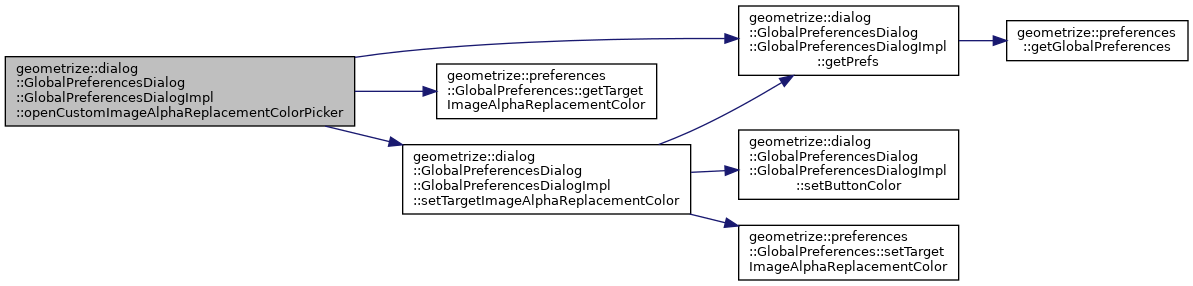 geometrize::dialog
::GlobalPreferencesDialog
::GlobalPreferencesDialogImpl
::openCustomImageAlphaReplacementColorPicker
geometrize::preferences
::GlobalPreferences::getTarget
ImageAlphaReplacementColor
geometrize::dialog
::GlobalPreferencesDialog
::GlobalPreferencesDialogImpl
::setTargetImageAlphaReplacementColor
geometrize::dialog
::GlobalPreferencesDialog
::GlobalPreferencesDialogImpl
::getPrefs
geometrize::dialog
::GlobalPreferencesDialog
::GlobalPreferencesDialogImpl
::setButtonColor
geometrize::preferences
::GlobalPreferences::setTarget
ImageAlphaReplacementColor
geometrize::preferences
::getGlobalPreferences